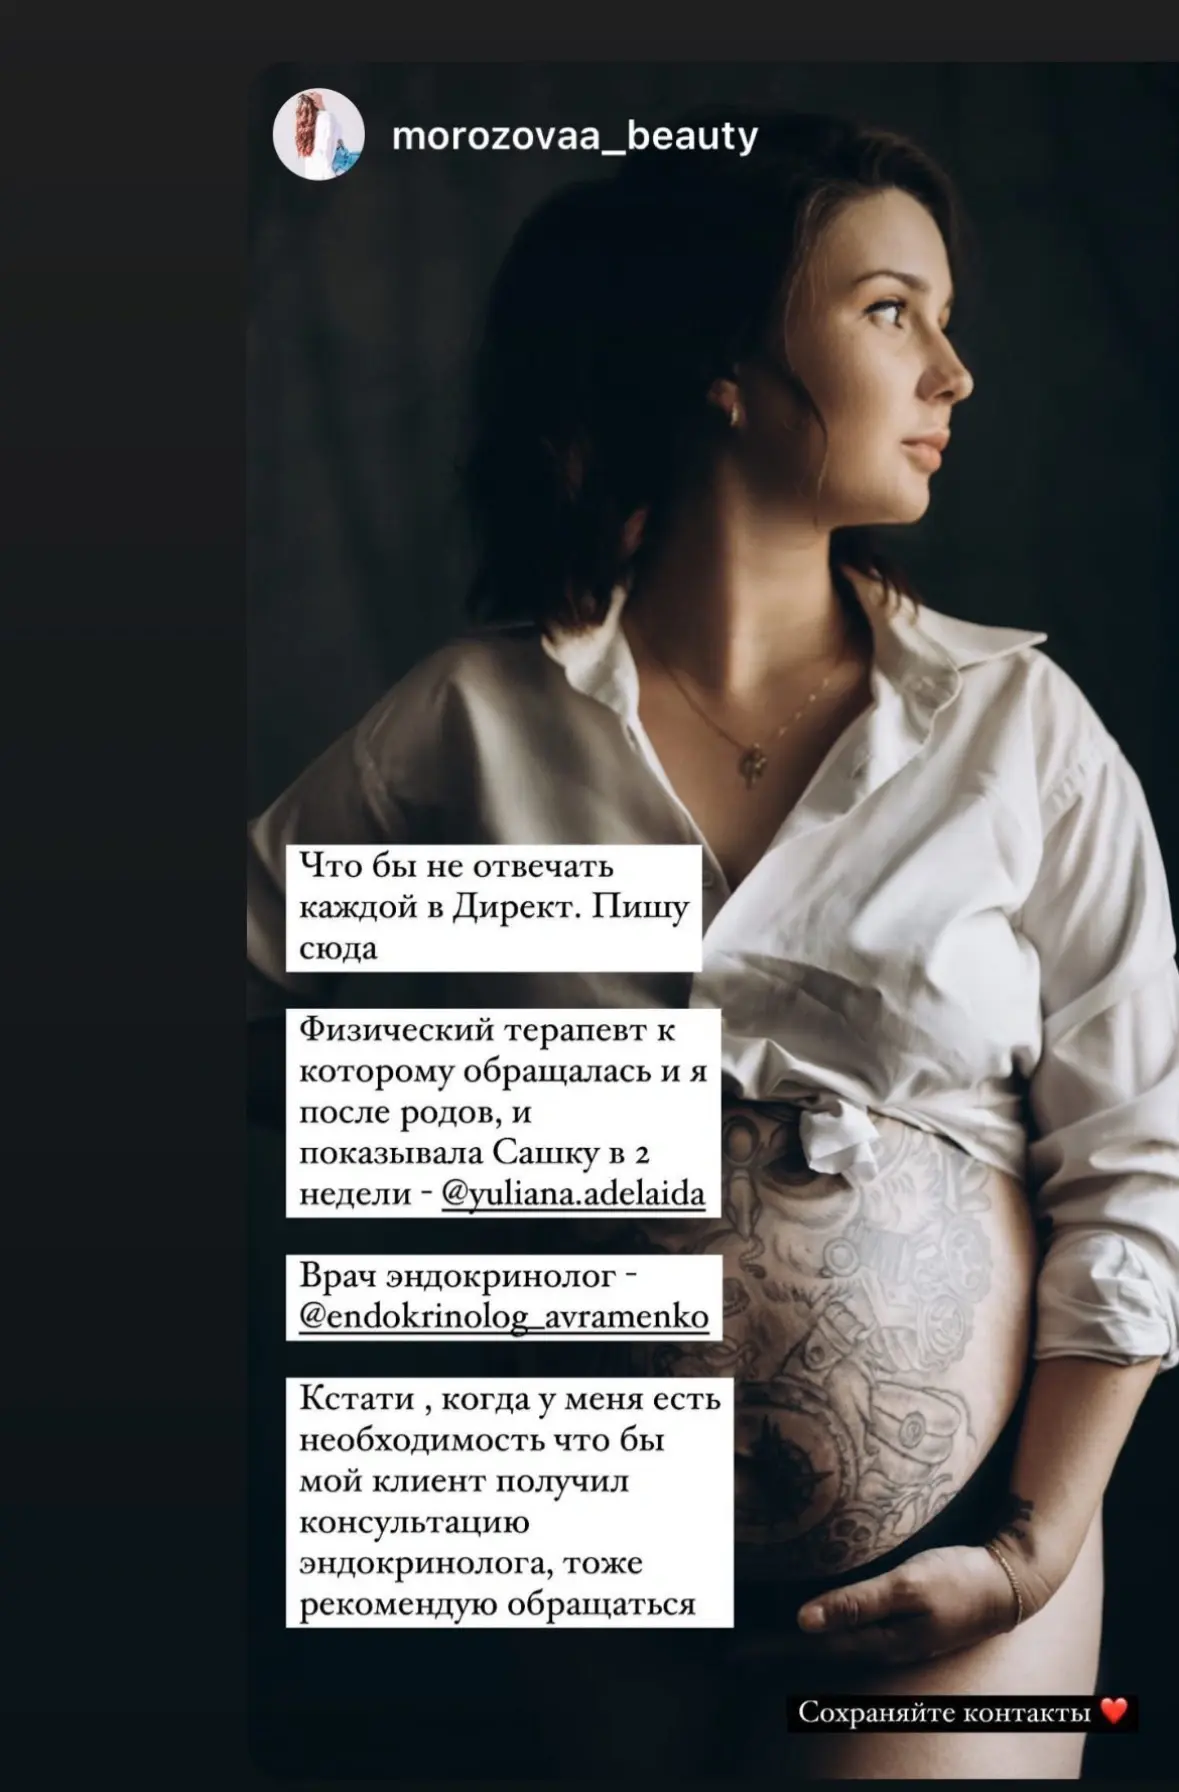 morozovaa_beauty
Что бы не отвечать
каждой в Директ. Пишу
сюда
Физический терапевт к
которому обращалась и я
после родов, и
показывала Сашку в 2
недели - @yuliana.adelaida
Врач эндокринолог -
@endokrinolog_avramenko
Кстати , когда у меня есть
необходимость что бы
мой клиент получил
консультацию
эндокринолога, тоже
рекомендую обращаться
Сохраняйте контакты ❤️